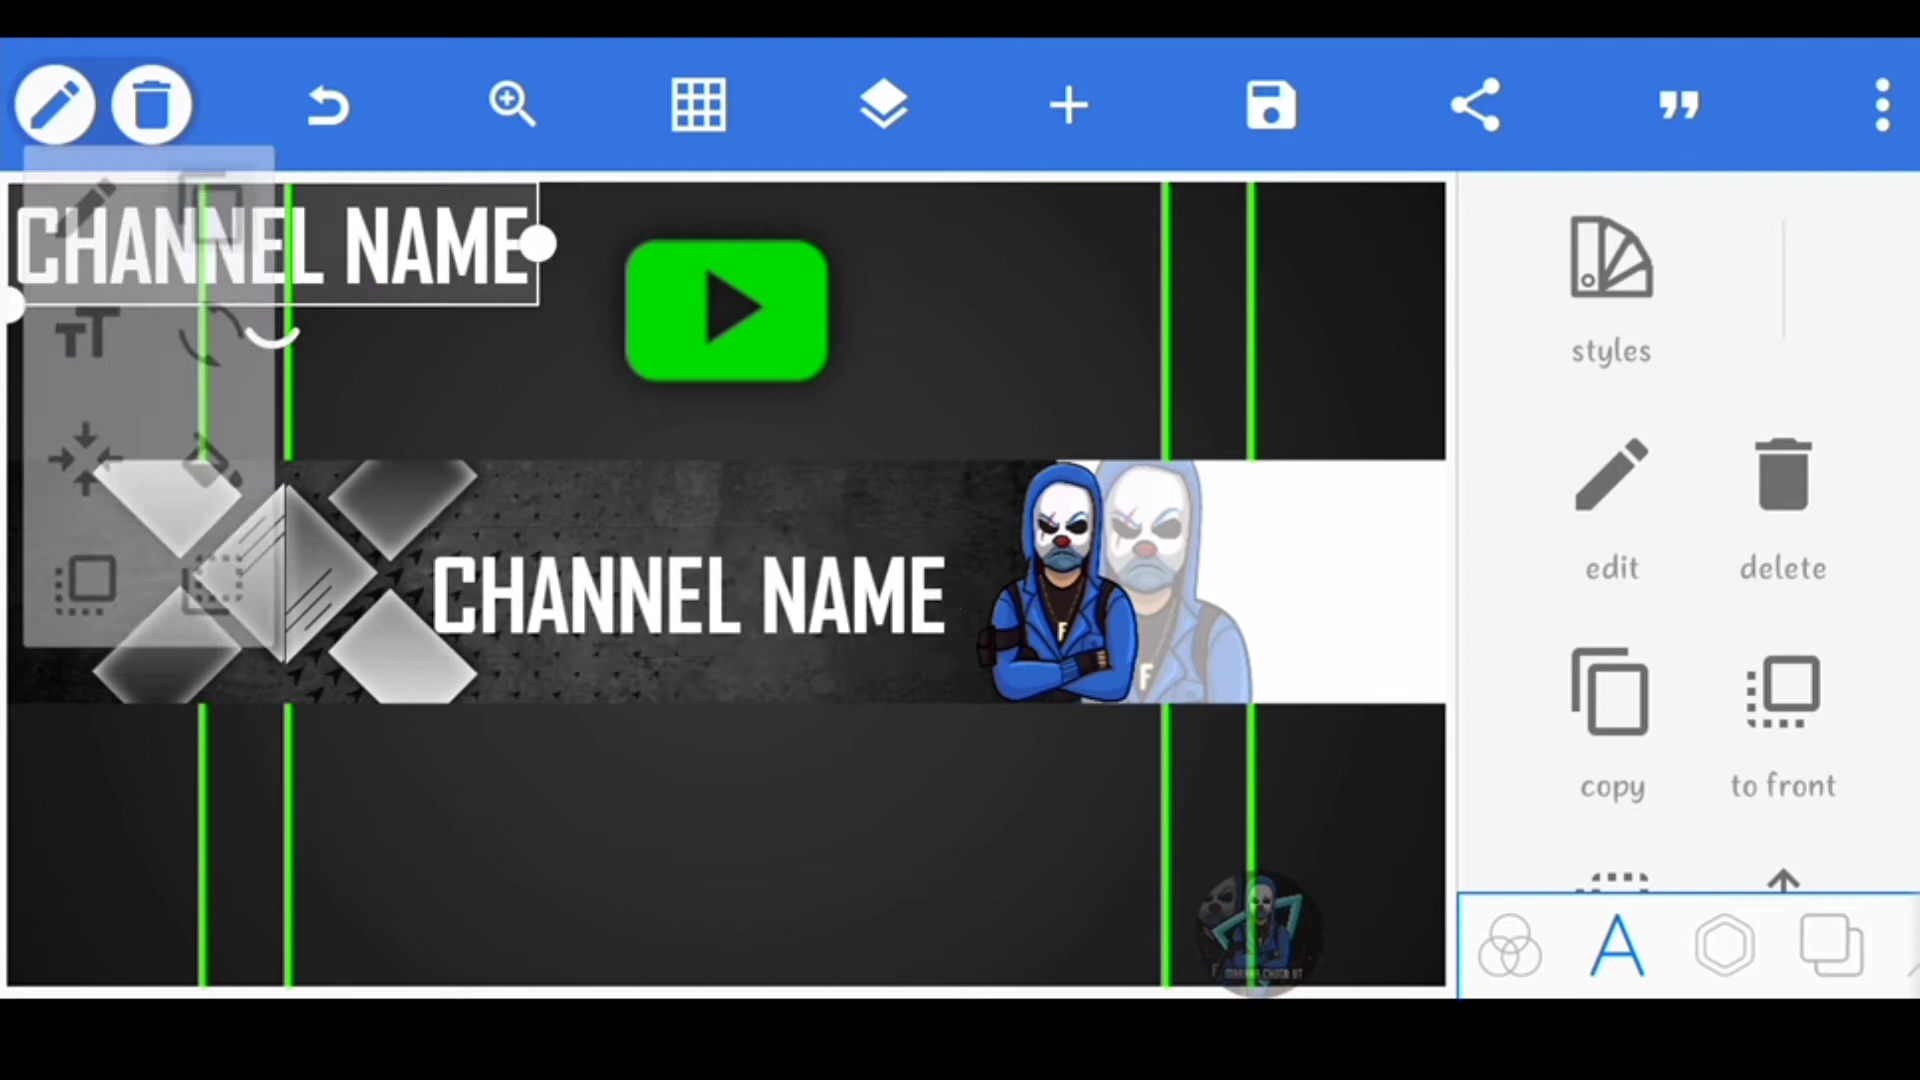 CHANNEL NAME
styles
CHANNEL NAME
edit
delete
copy
to front
F
F